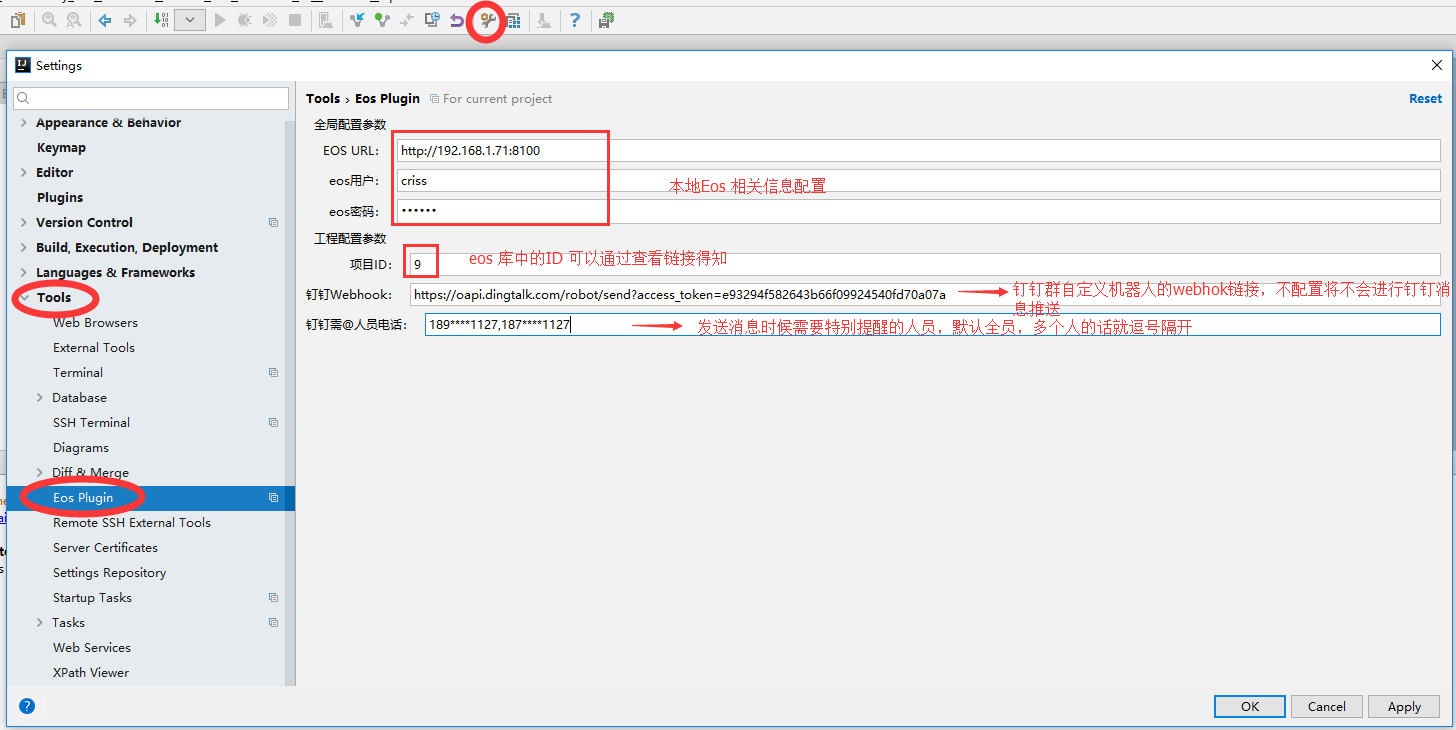 Settings
Tools › Eos Plugin For current project Reset
Appearance & Behavior
Keymap
Editor
Plugins
Version Control
Build, Execution, Deployment
Languages & Frameworks
Tools
Web Browsers
External Tools
Terminal
Database
SSH Terminal
Diagrams
Diff & Merge
Eos Plugin
Remote SSH External Tools
Server Certificates
Settings Repository
Startup Tasks
Tasks
Web Services
XPath Viewer
全局配置参数
EOS URL: http://192.168.1.71:8100
eos用户: criss
本地Eos 相关信息配置
eos密码: ••••••
工程配置参数
项目ID: 9
eos 库中的ID 可以通过查看链接得知
钉钉Webhook: https://oapi.dingtalk.com/robot/send?access_token=e93294f582643b66f09924540fd70a07a
钉钉群自定义机器人的webhok链接，不配置将不会进行钉钉消
息推送
钉钉需@人员电话: 189****1127,187****1127
发送消息时候需要特别提醒的人员，默认全员，多个人的话就逗号隔开
OK Cancel Apply